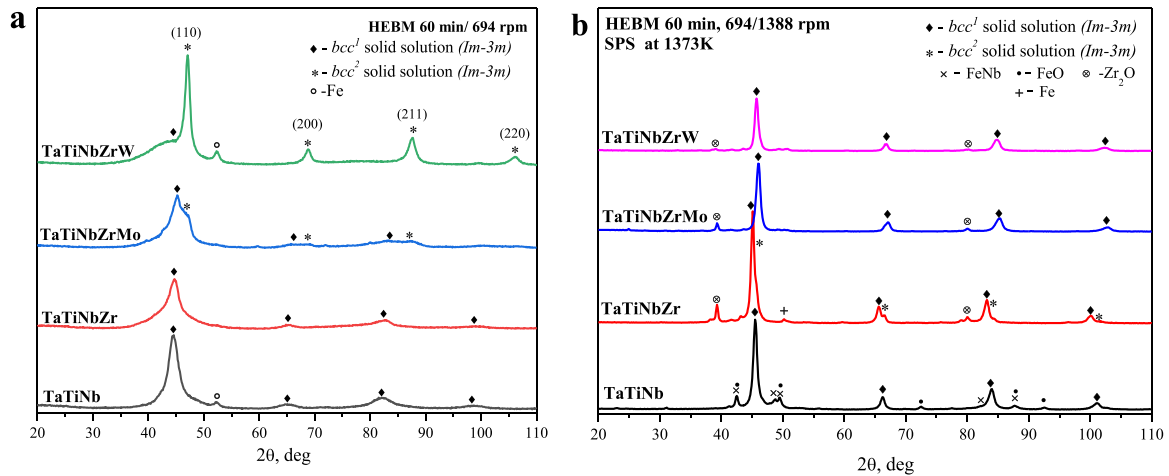 a
HEBM 60 min/ 694 rpm
♦ - bcc¹ solid solution (Im-3m)
* - bcc² solid solution (Im-3m)
o -Fe
(110)
*
(211)
(200)
*
(220)
♦
o
*
*
TaTiNbZrW
♦
*
♦ *
♦ *
TaTiNbZrMo
♦
TaTiNbZr
♦
♦
♦
♦
TaTiNb
o
♦
♦
♦
20 30 40 50 60 70 80 90 100 110
2θ, deg
b
HEBM 60 min, 694/1388 rpm
SPS at 1373K
♦ - bcc¹ solid solution (Im-3m)
* - bcc² solid solution (Im-3m)
× - FeNb • - FeO ⊗ -Zr₂O
+ - Fe
♦
TaTiNbZrW
⊗ ♦ ⊗ ♦ ♦
♦
TaTiNbZrMo
⊗ ♦ ⊗ ♦ ♦
♦
*
TaTiNbZr
⊗ + ♦ * ⊗ ♦ * ♦ *
♦
TaTiNb
• × × • × ♦ • × ♦ • × • ♦
20 30 40 50 60 70 80 90 100 110
2θ, deg